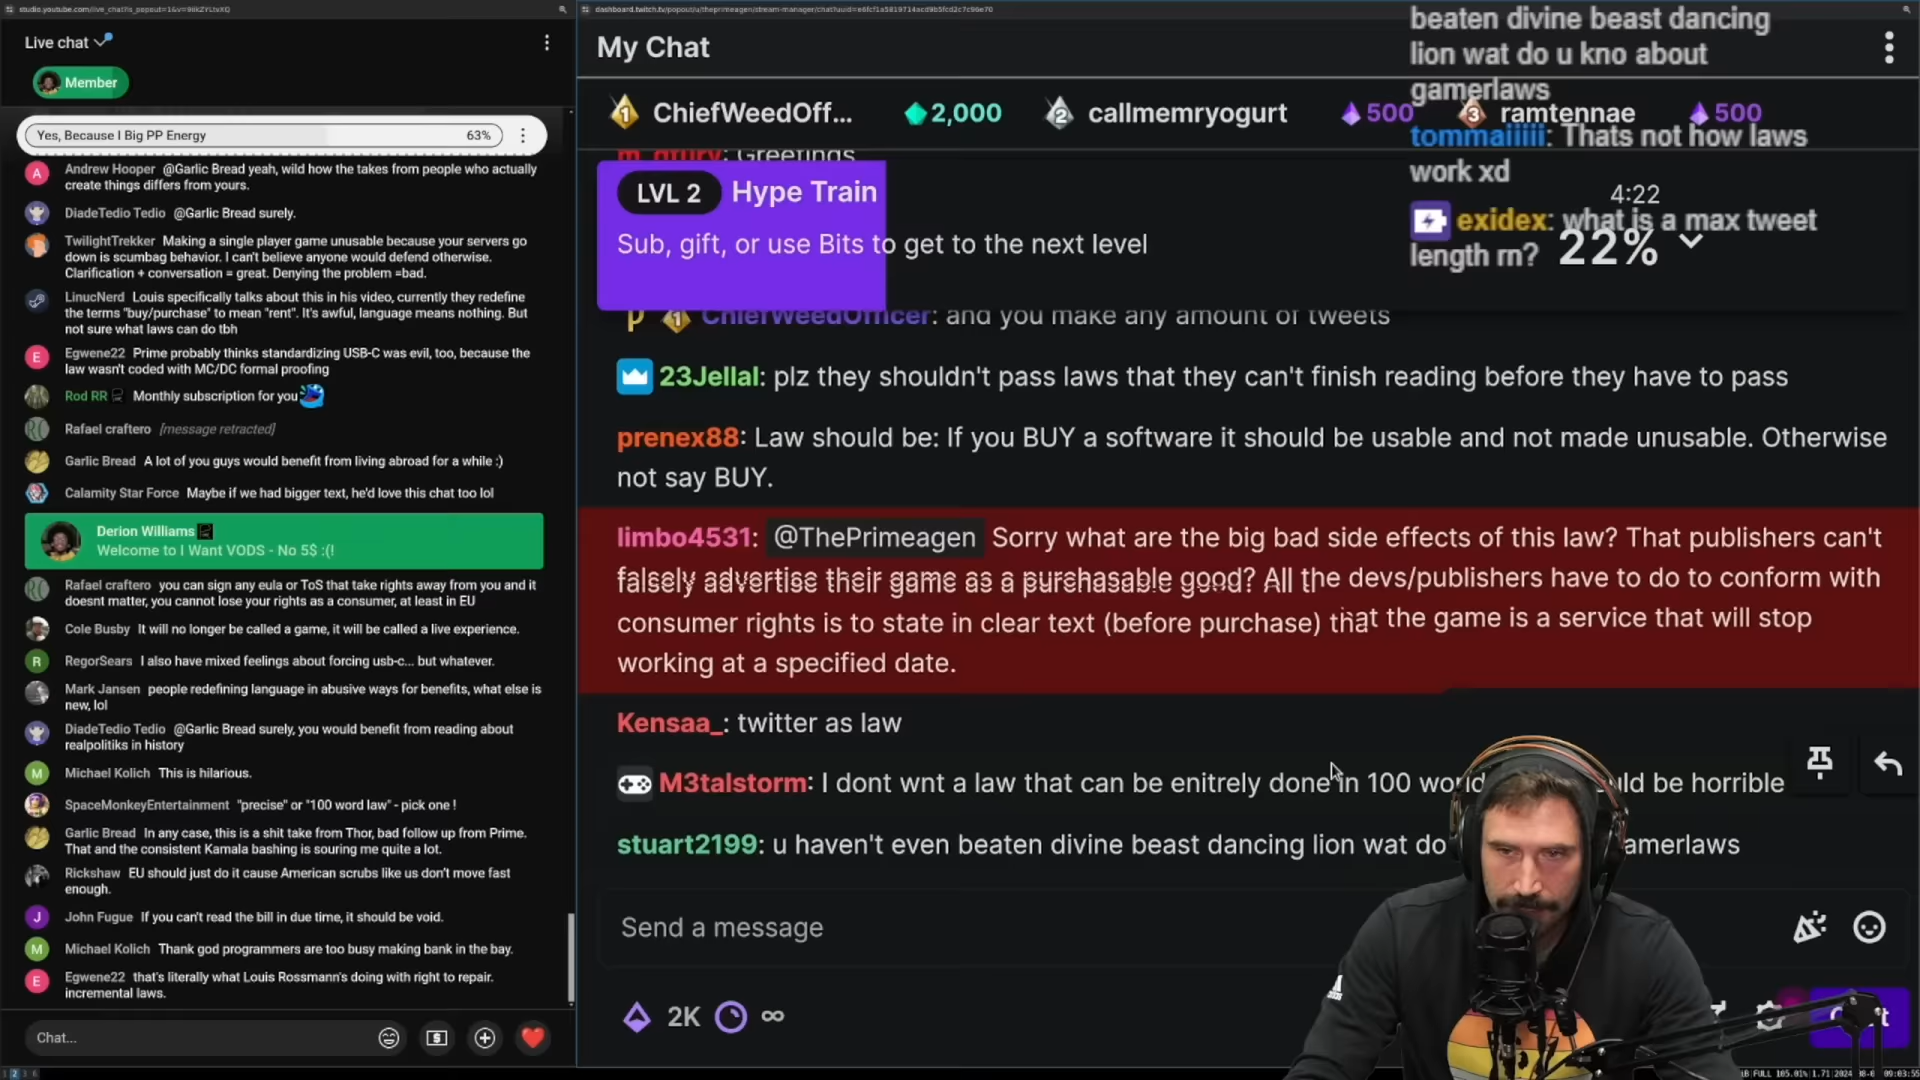 studio.youtube.com/live_chat?is_popout=1&v=
Live chat
Member
Yes, Because I Big PP Energy 63%
Andrew Hooper @Garlic Bread yeah, wild how the takes from people who actually
create things differs from yours.
DiadeTedio Tedio @Garlic Bread surely.
TwilightTrekker Making a single player game unusable because your servers go
down is scumbag behavior. I can't believe anyone would defend otherwise.
Clarification + conversation = great. Denying the problem =bad.
LinucNerd Louis specifically talks about this in his video, currently they redefine
the terms "buy/purchase" to mean "rent". It's awful, language means nothing. But
not sure what laws can do tbh
Egwene22 Prime probably thinks standardizing USB-C was evil, too, because the
law wasn't coded with MC/DC formal proofing
Rod RR Monthly subscription for you
Rafael craftero [message retracted]
Garlic Bread A lot of you guys would benefit from living abroad for a while :)
Calamity Star Force Maybe if we had bigger text, he'd love this chat too lol
Derion Williams
Welcome to I Want VODS - No 5$ :(!
Rafael craftero you can sign any eula or ToS that take rights away from you and it
doesnt matter, you cannot lose your rights as a consumer, at least in EU
Cole Busby It will no longer be called a game, it will be called a live experience.
RegorSears I also have mixed feelings about forcing usb-c... but whatever.
Mark Jansen people redefining language in abusive ways for benefits, what else is
new, lol
DiadeTedio Tedio @Garlic Bread surely, you would benefit from reading about
realpolitiks in history
Michael Kolich This is hilarious.
SpaceMonkeyEntertainment "precise" or "100 word law" - pick one !
Garlic Bread In any case, this is a shit take from Thor, bad follow up from Prime.
That and the consistent Kamala bashing is souring me quite a lot.
Rickshaw EU should just do it cause American scrubs like us don't move fast
enough.
John Fugue If you can't read the bill in due time, it should be void.
Michael Kolich Thank god programmers are too busy making bank in the bay.
Egwene22 that's literally what Louis Rossmann's doing with right to repair.
incremental laws.
Chat...
My Chat
ChiefWeedOff... 2,000 callmemryogurt 500 ramtennae 500
Greetings
LVL 2 Hype Train
4:22
Sub, gift, or use Bits to get to the next level
22%
ChiefWeedOfficer: and you make any amount of tweets
23Jellal: plz they shouldn't pass laws that they can't finish reading before they have to pass
prenex88: Law should be: If you BUY a software it should be usable and not made unusable. Otherwise
not say BUY.
limbo4531: @ThePrimeagen Sorry what are the big bad side effects of this law? That publishers can't
falsely advertise their game as a purchasable good? All the devs/publishers have to do to conform with
consumer rights is to state in clear text (before purchase) that the game is a service that will stop
working at a specified date.
Kensaa_: twitter as law
M3talstorm: I dont wnt a law that can be enitrely done in 100 word uld be horrible
stuart2199: u haven't even beaten divine beast dancing lion wat do amerlaws
Send a message
2K ∞
beaten divine beast dancing
lion wat do u kno about
gamerlaws
tommaiiiii: Thats not how laws
work xd
exidex: what is a max tweet
length rn?